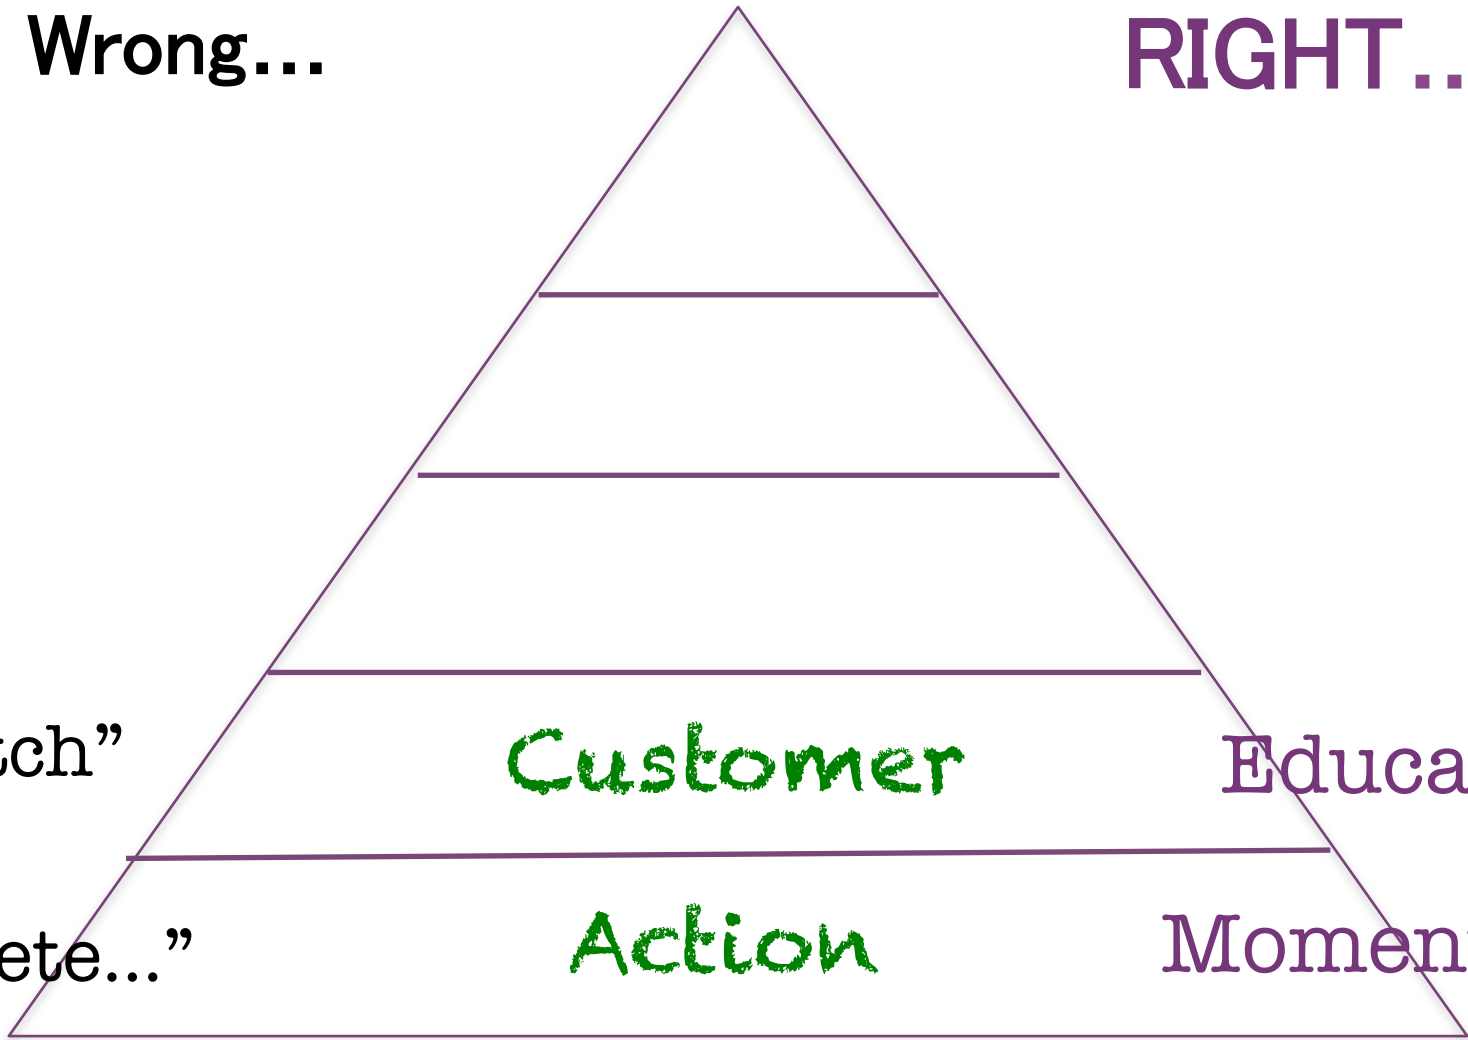 Wrong...
RIGHT..
tch”
Customer
Educa
ete...”
Action
Momen